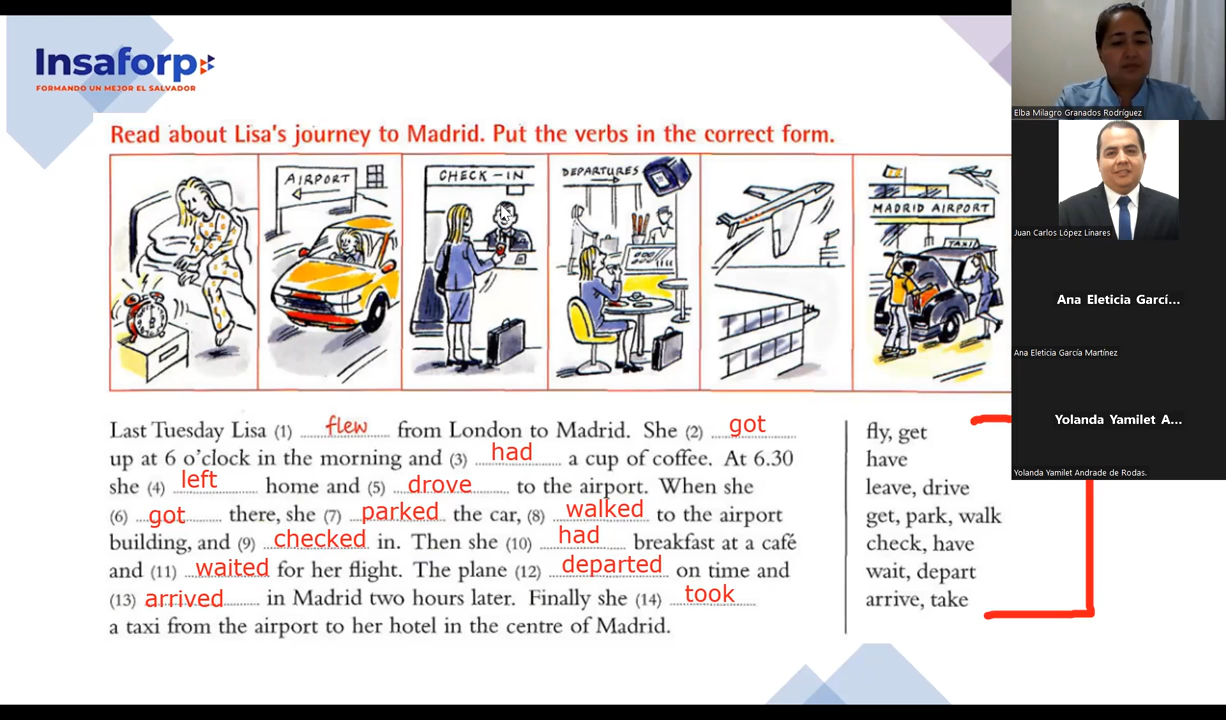 Insaforp
FORMANDO UN MEJOR EL SALVADOR
Read about Lisa's journey to Madrid. Put the verbs in the correct form.
AIRPORT
CHECK-IN
DEPARTURES
MADRID AIRPORT
TAXI
Last Tuesday Lisa (1) flew from London to Madrid. She (2) got
up at 6 o'clock in the morning and (3) had a cup of coffee. At 6.30
she (4) left home and (5) drove to the airport. When she
(6) got there, she (7) parked the car, (8) walked to the airport
building, and (9) checked in. Then she (10) had breakfast at a café
and (11) waited for her flight. The plane (12) departed on time and
(13) arrived in Madrid two hours later. Finally she (14) took
a taxi from the airport to her hotel in the centre of Madrid.
fly, get
have
leave, drive
get, park, walk
check, have
wait, depart
arrive, take
Elba Milagro Granados Rodríguez
Juan Carlos López Linares
Ana Eleticia Garcí...
Ana Eleticia García Martínez
Yolanda Yamilet A...
Yolanda Yamilet Andrade de Rodas.